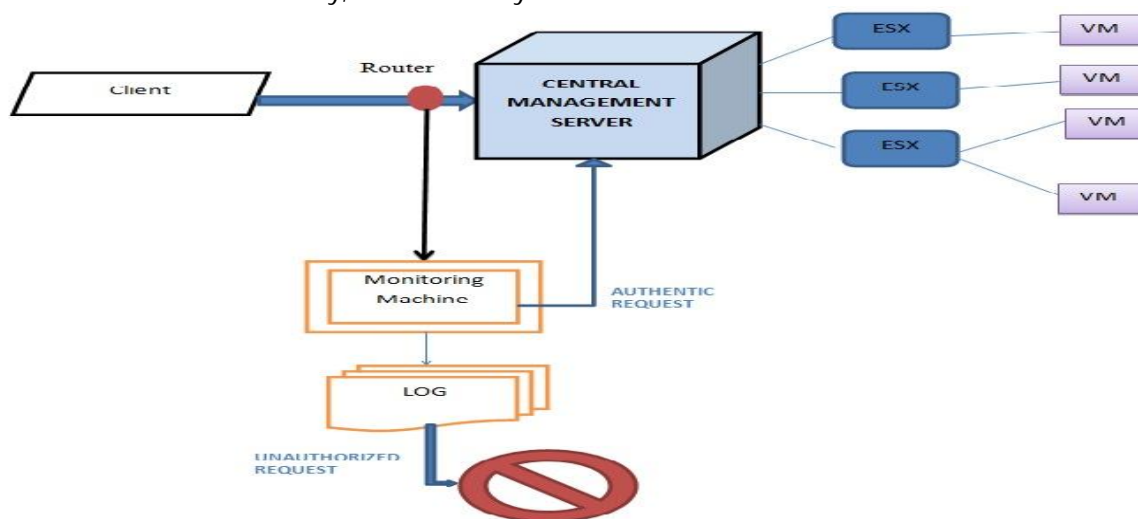 Router
Client
CENTRAL
MANAGEMENT
SERVER
ESX
ESX
ESX
VM
VM
VM
VM
Monitoring
Machine
AUTHENTIC
REQUEST
LOG
UNAUTHORIZED
REQUEST